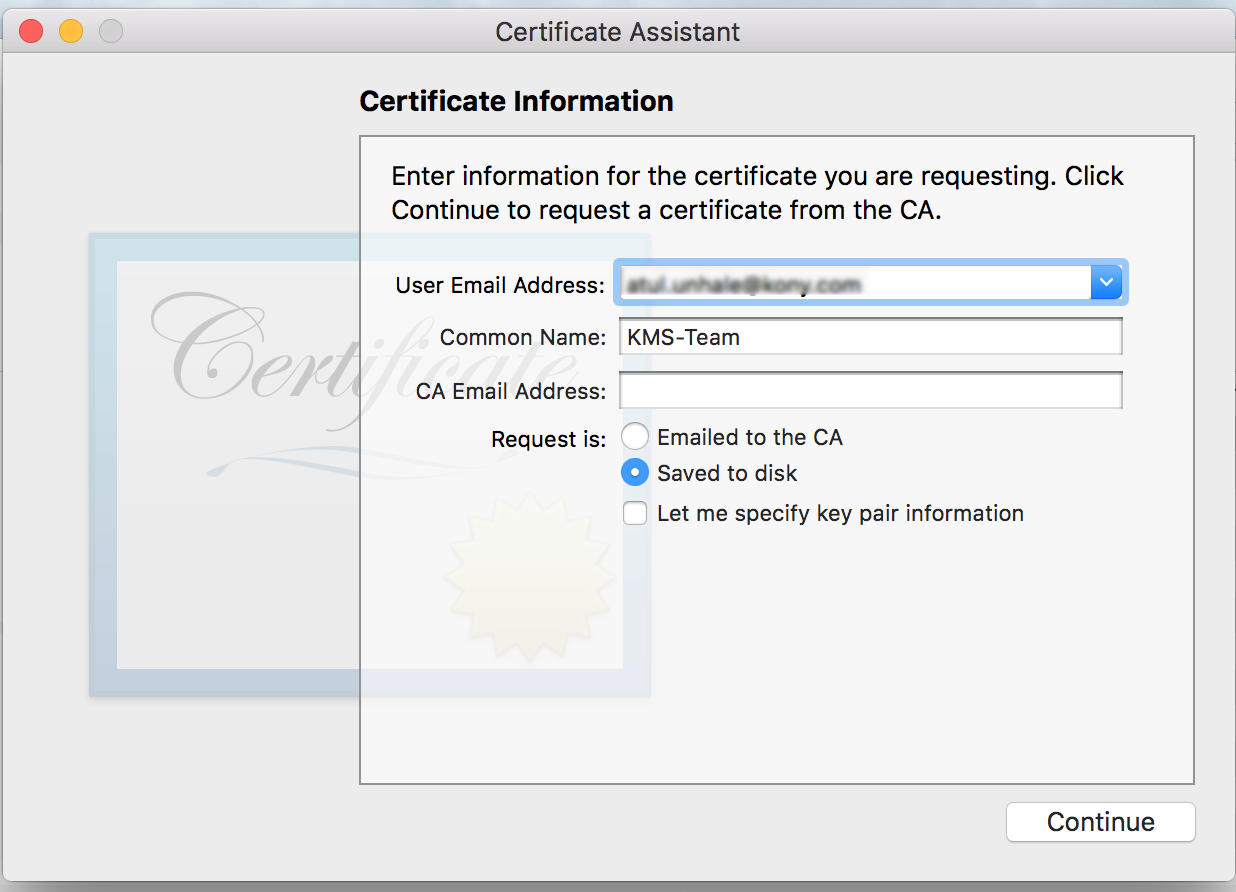 Certificate Assistant
Certificate Information
Enter information for the certificate you are requesting. Click
Continue to request a certificate from the CA.
Certificate
User Email Address:
Common Name: KMS-Team
CA Email Address:
Request is: Emailed to the CA
Saved to disk
Let me specify key pair information
Continue